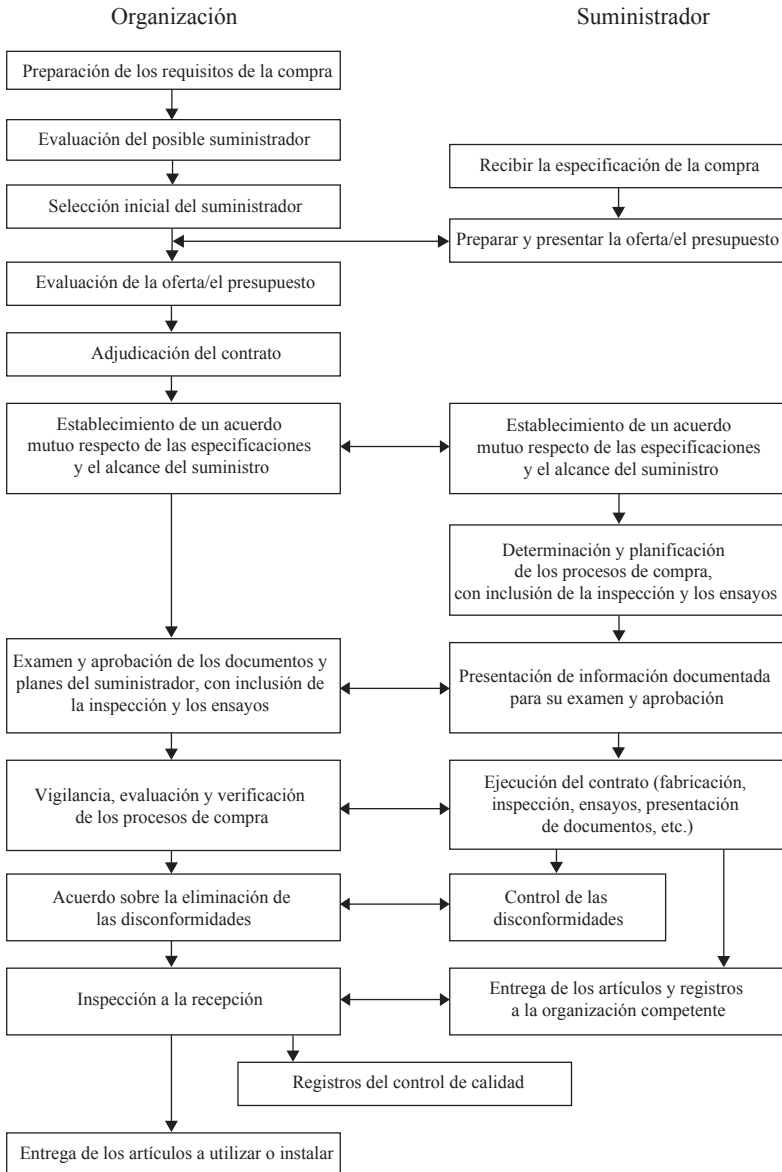 Organización
Suministrador
Preparación de los requisitos de la compra
Evaluación del posible suministrador
Recibir la especificación de la compra
Selección inicial del suministrador
Preparar y presentar la oferta/el presupuesto
Evaluación de la oferta/el presupuesto
Adjudicación del contrato
Establecimiento de un acuerdo
mutuo respecto de las especificaciones
y el alcance del suministro
Establecimiento de un acuerdo
mutuo respecto de las especificaciones
y el alcance del suministro
Determinación y planificación
de los procesos de compra,
con inclusión de la inspección y los ensayos
Examen y aprobación de los documentos y
planes del suministrador, con inclusión de
la inspección y los ensayos
Presentación de información documentada
para su examen y aprobación
Vigilancia, evaluación y verificación
de los procesos de compra
Ejecución del contrato (fabricación,
inspección, ensayos, presentación
de documentos, etc.)
Acuerdo sobre la eliminación de
las disconformidades
Control de las
disconformidades
Inspección a la recepción
Entrega de los artículos y registros
a la organización competente
Registros del control de calidad
Entrega de los artículos a utilizar o instalar